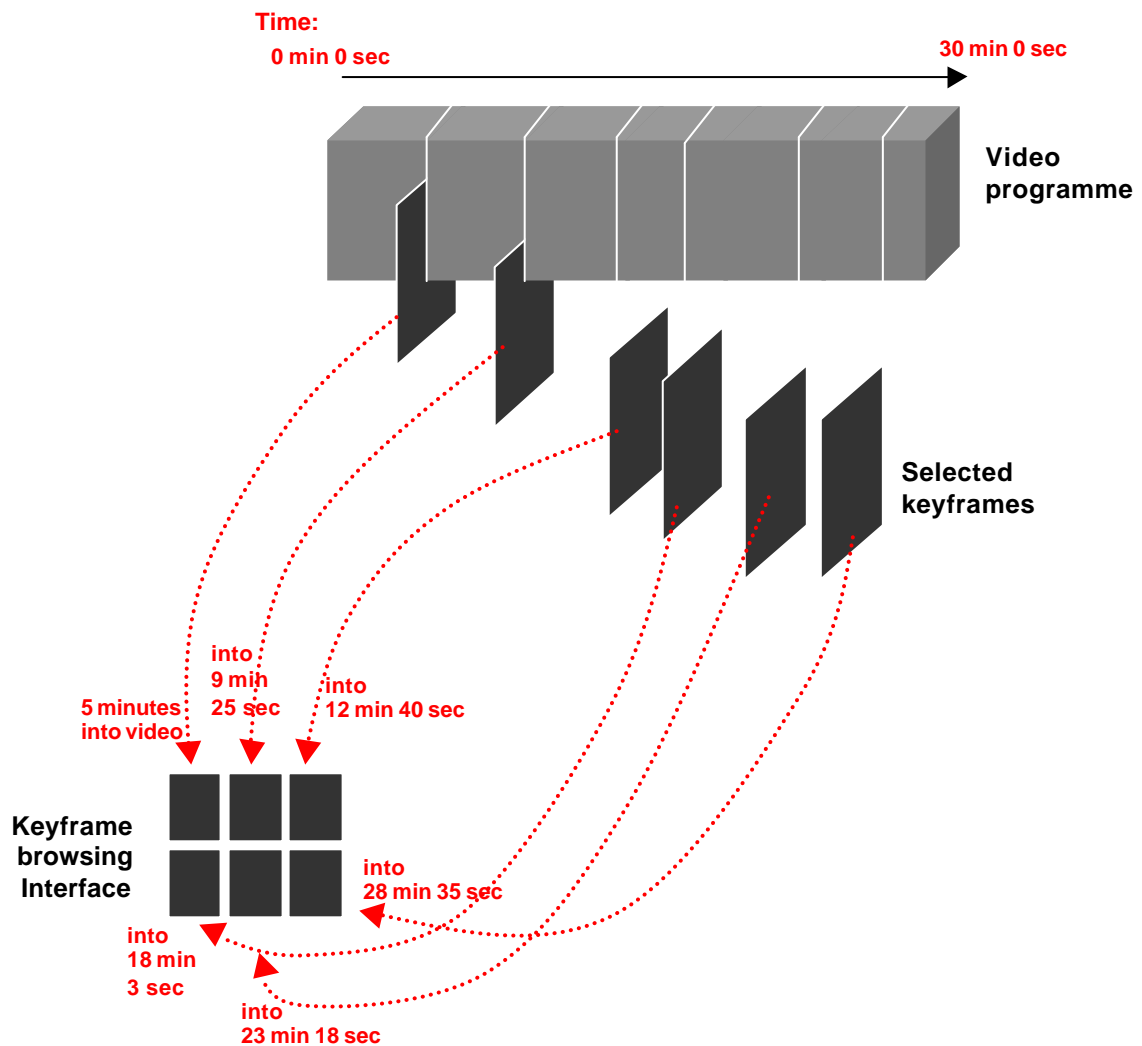 Time:
0 min 0 sec
30 min 0 sec
Video
programme
Selected
keyframes
into
9 min
25 sec
5 minutes
into video
into
12 min 40 sec
Keyframe
browsing
Interface
into
28 min 35 sec
into
18 min
3 sec
into
23 min 18 sec